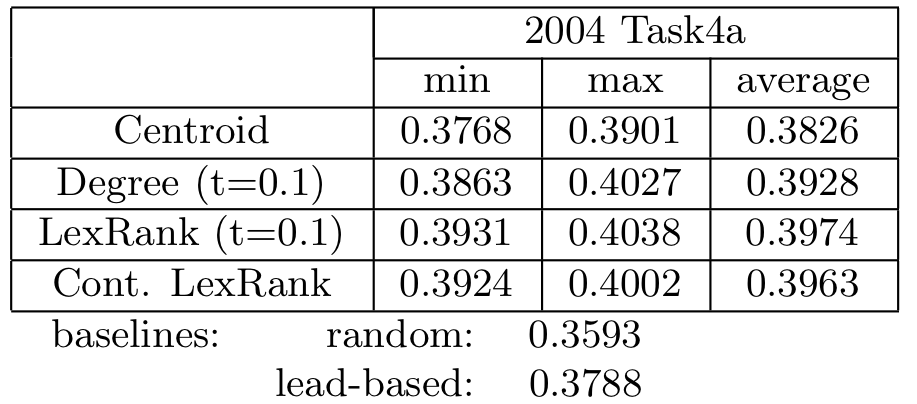 2004 Task4a
min max average
Centroid 0.3768 0.3901 0.3826
Degree (t=0.1) 0.3863 0.4027 0.3928
LexRank (t=0.1) 0.3931 0.4038 0.3974
Cont. LexRank 0.3924 0.4002 0.3963
baselines: random: 0.3593
lead-based: 0.3788